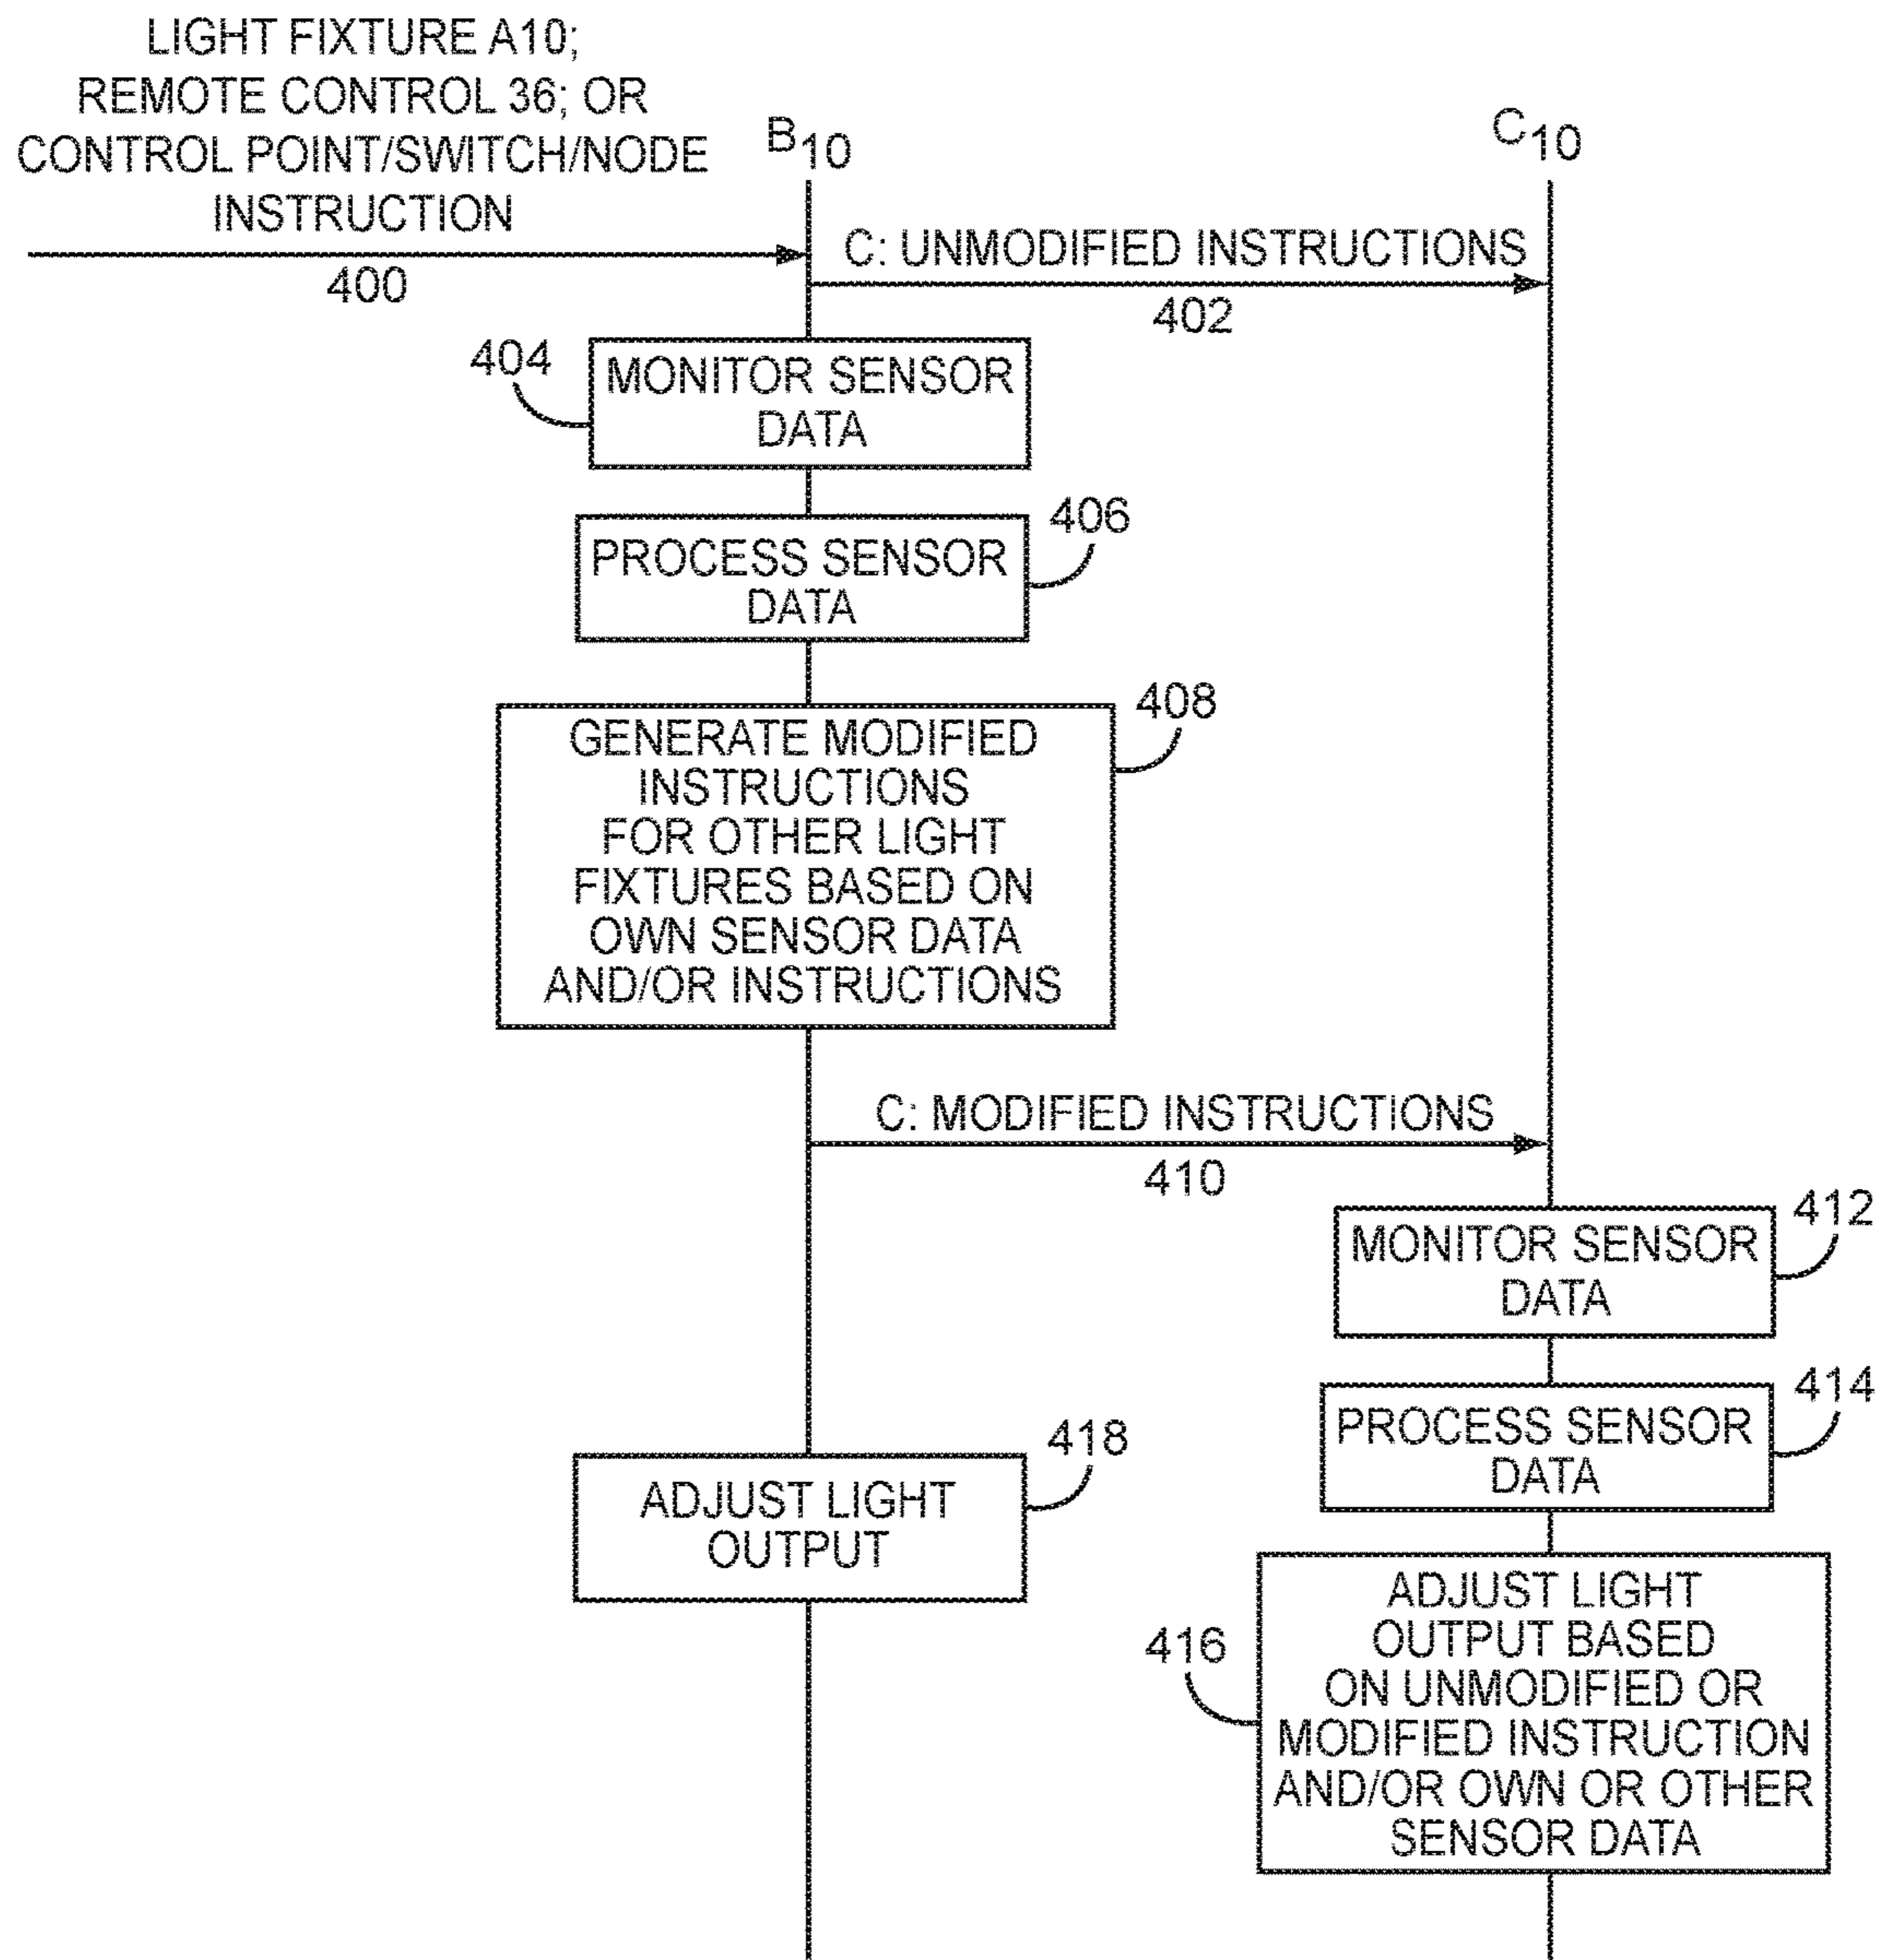 LIGHT FIXTURE A10;
REMOTE CONTROL 36; OR
CONTROL POINT/SWITCH/NODE
INSTRUCTION
400
B10
C10
C: UNMODIFIED INSTRUCTIONS
402
404
MONITOR SENSOR
DATA
406
PROCESS SENSOR
DATA
408
GENERATE MODIFIED
INSTRUCTIONS
FOR OTHER LIGHT
FIXTURES BASED ON
OWN SENSOR DATA
AND/OR INSTRUCTIONS
C: MODIFIED INSTRUCTIONS
410
412
MONITOR SENSOR
DATA
414
PROCESS SENSOR
DATA
418
ADJUST LIGHT
OUTPUT
416
ADJUST LIGHT
OUTPUT BASED
ON UNMODIFIED OR
MODIFIED INSTRUCTION
AND/OR OWN OR OTHER
SENSOR DATA